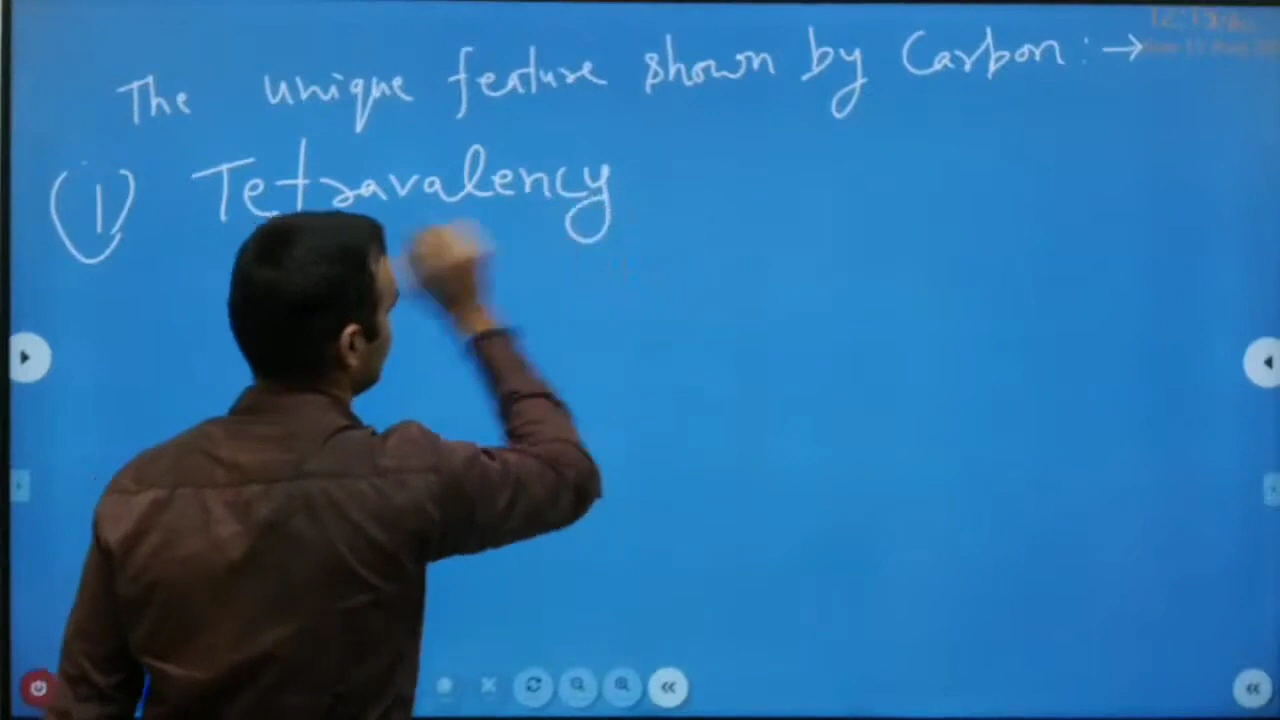 The unique feature shown by Carbon : →
(1) Tetravalency